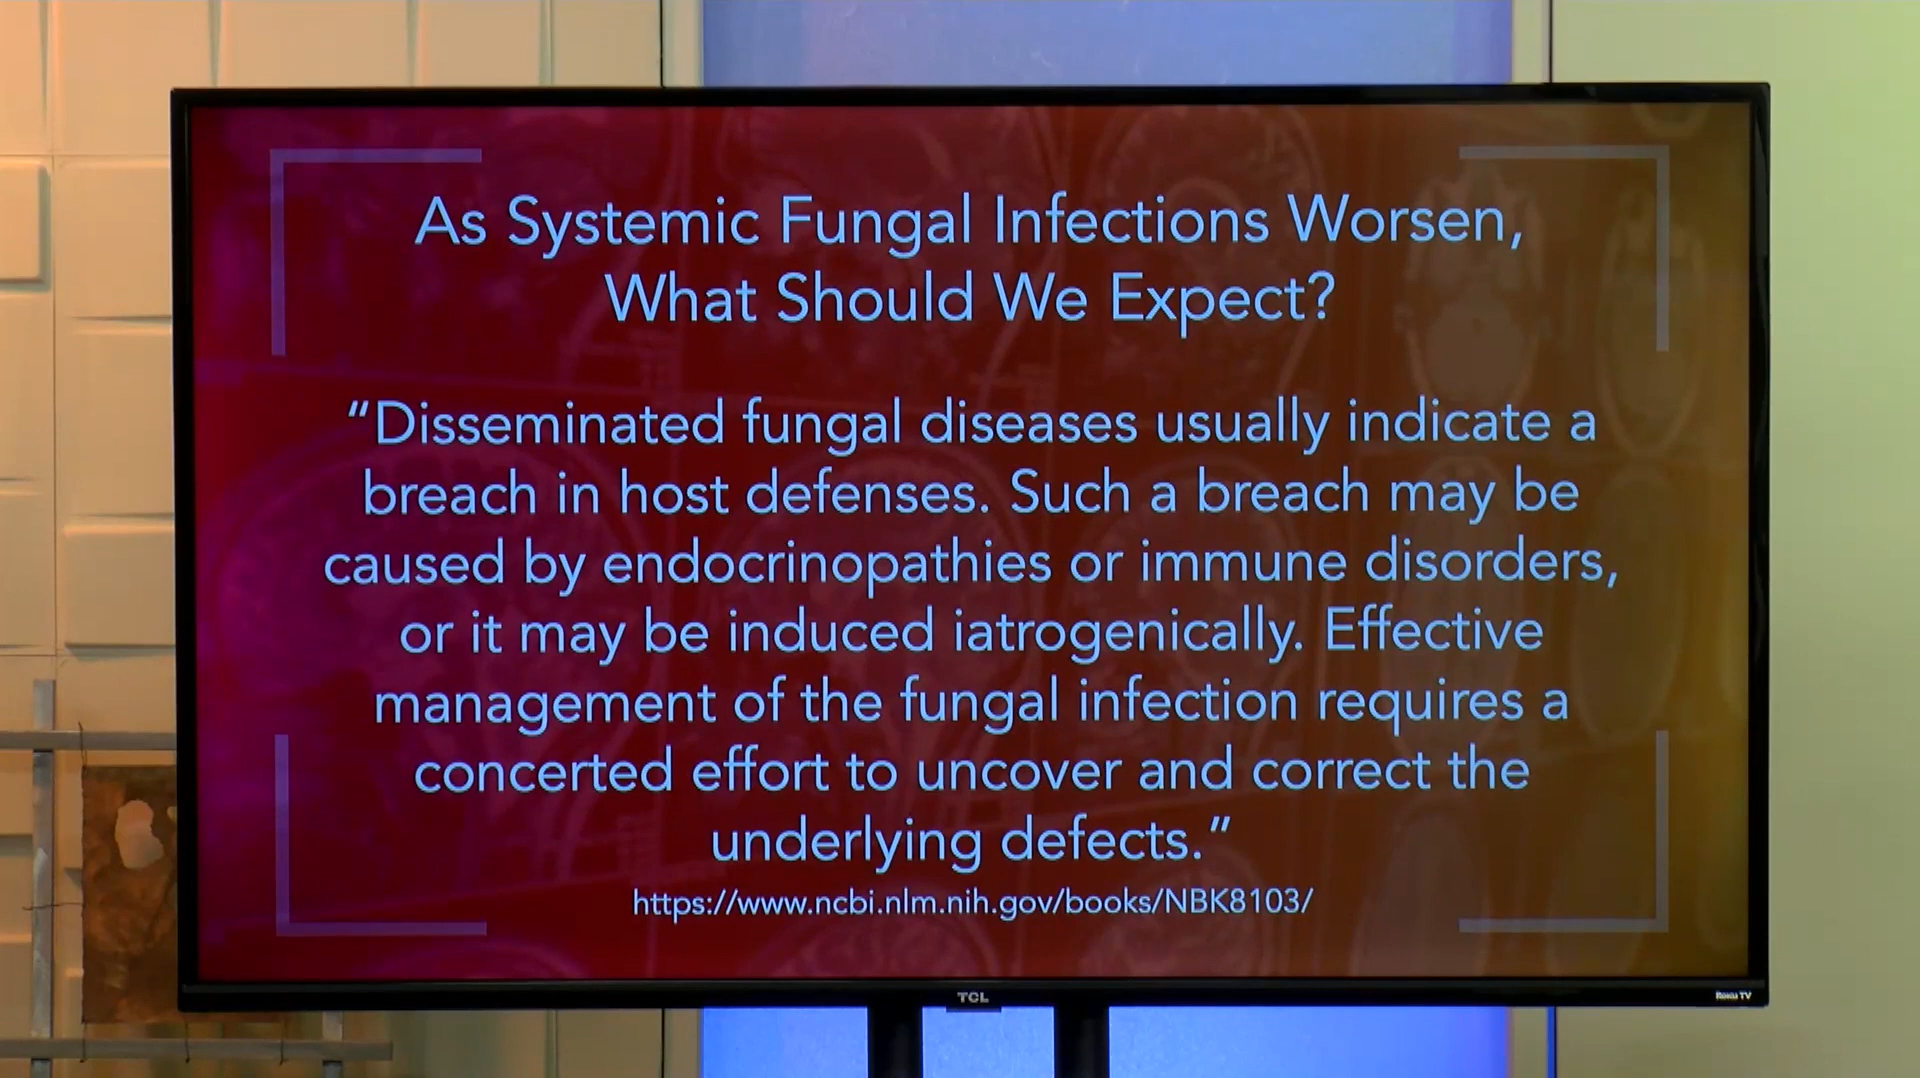 As Systemic Fungal Infections Worsen,
What Should We Expect?
“Disseminated fungal diseases usually indicate a
breach in host defenses. Such a breach may be
caused by endocrinopathies or immune disorders,
or it may be induced iatrogenically. Effective
management of the fungal infection requires a
concerted effort to uncover and correct the
underlying defects.”
https://www.ncbi.nlm.nih.gov/books/NBK8103/
TCL
Roku TV